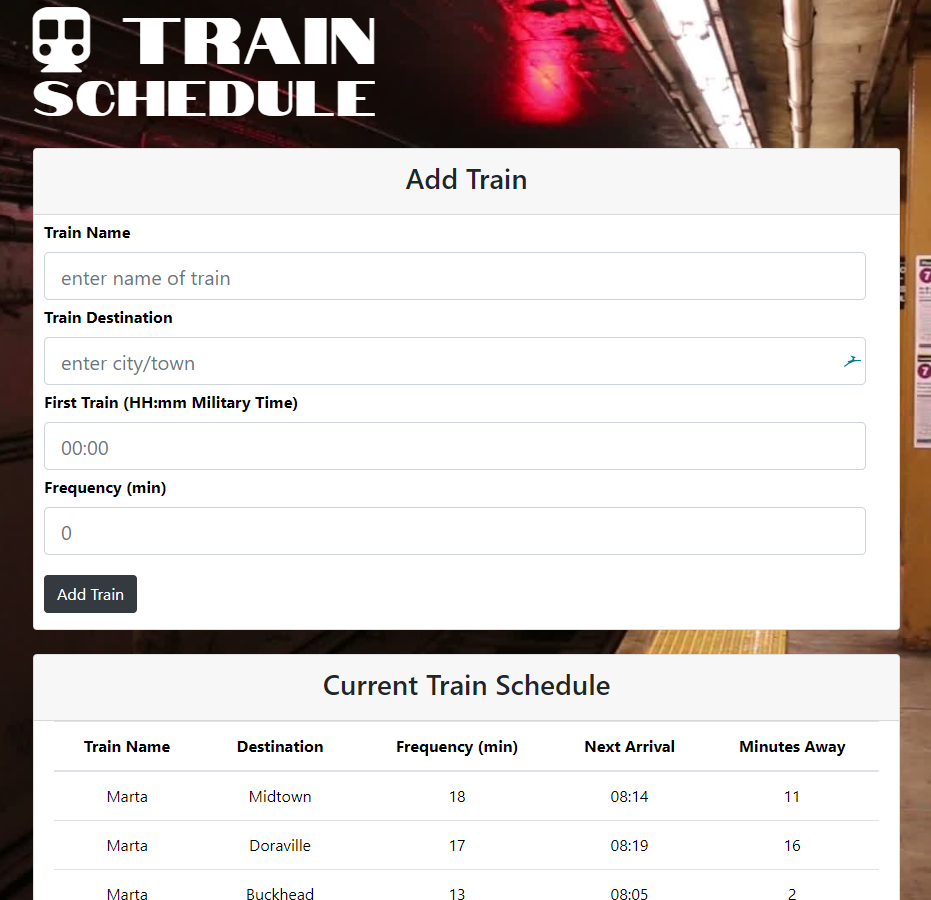 TRAIN
SCHEDULE
Add Train
Train Name
enter name of train
Train Destination
enter city/town
First Train (HH:mm Military Time)
00:00
Frequency (min)
0
Add Train
Current Train Schedule
Train Name Destination Frequency (min) Next Arrival Minutes Away
Marta Midtown 18 08:14 11
Marta Doraville 17 08:19 16
Marta Buckhead 13 08:05 2
7
7